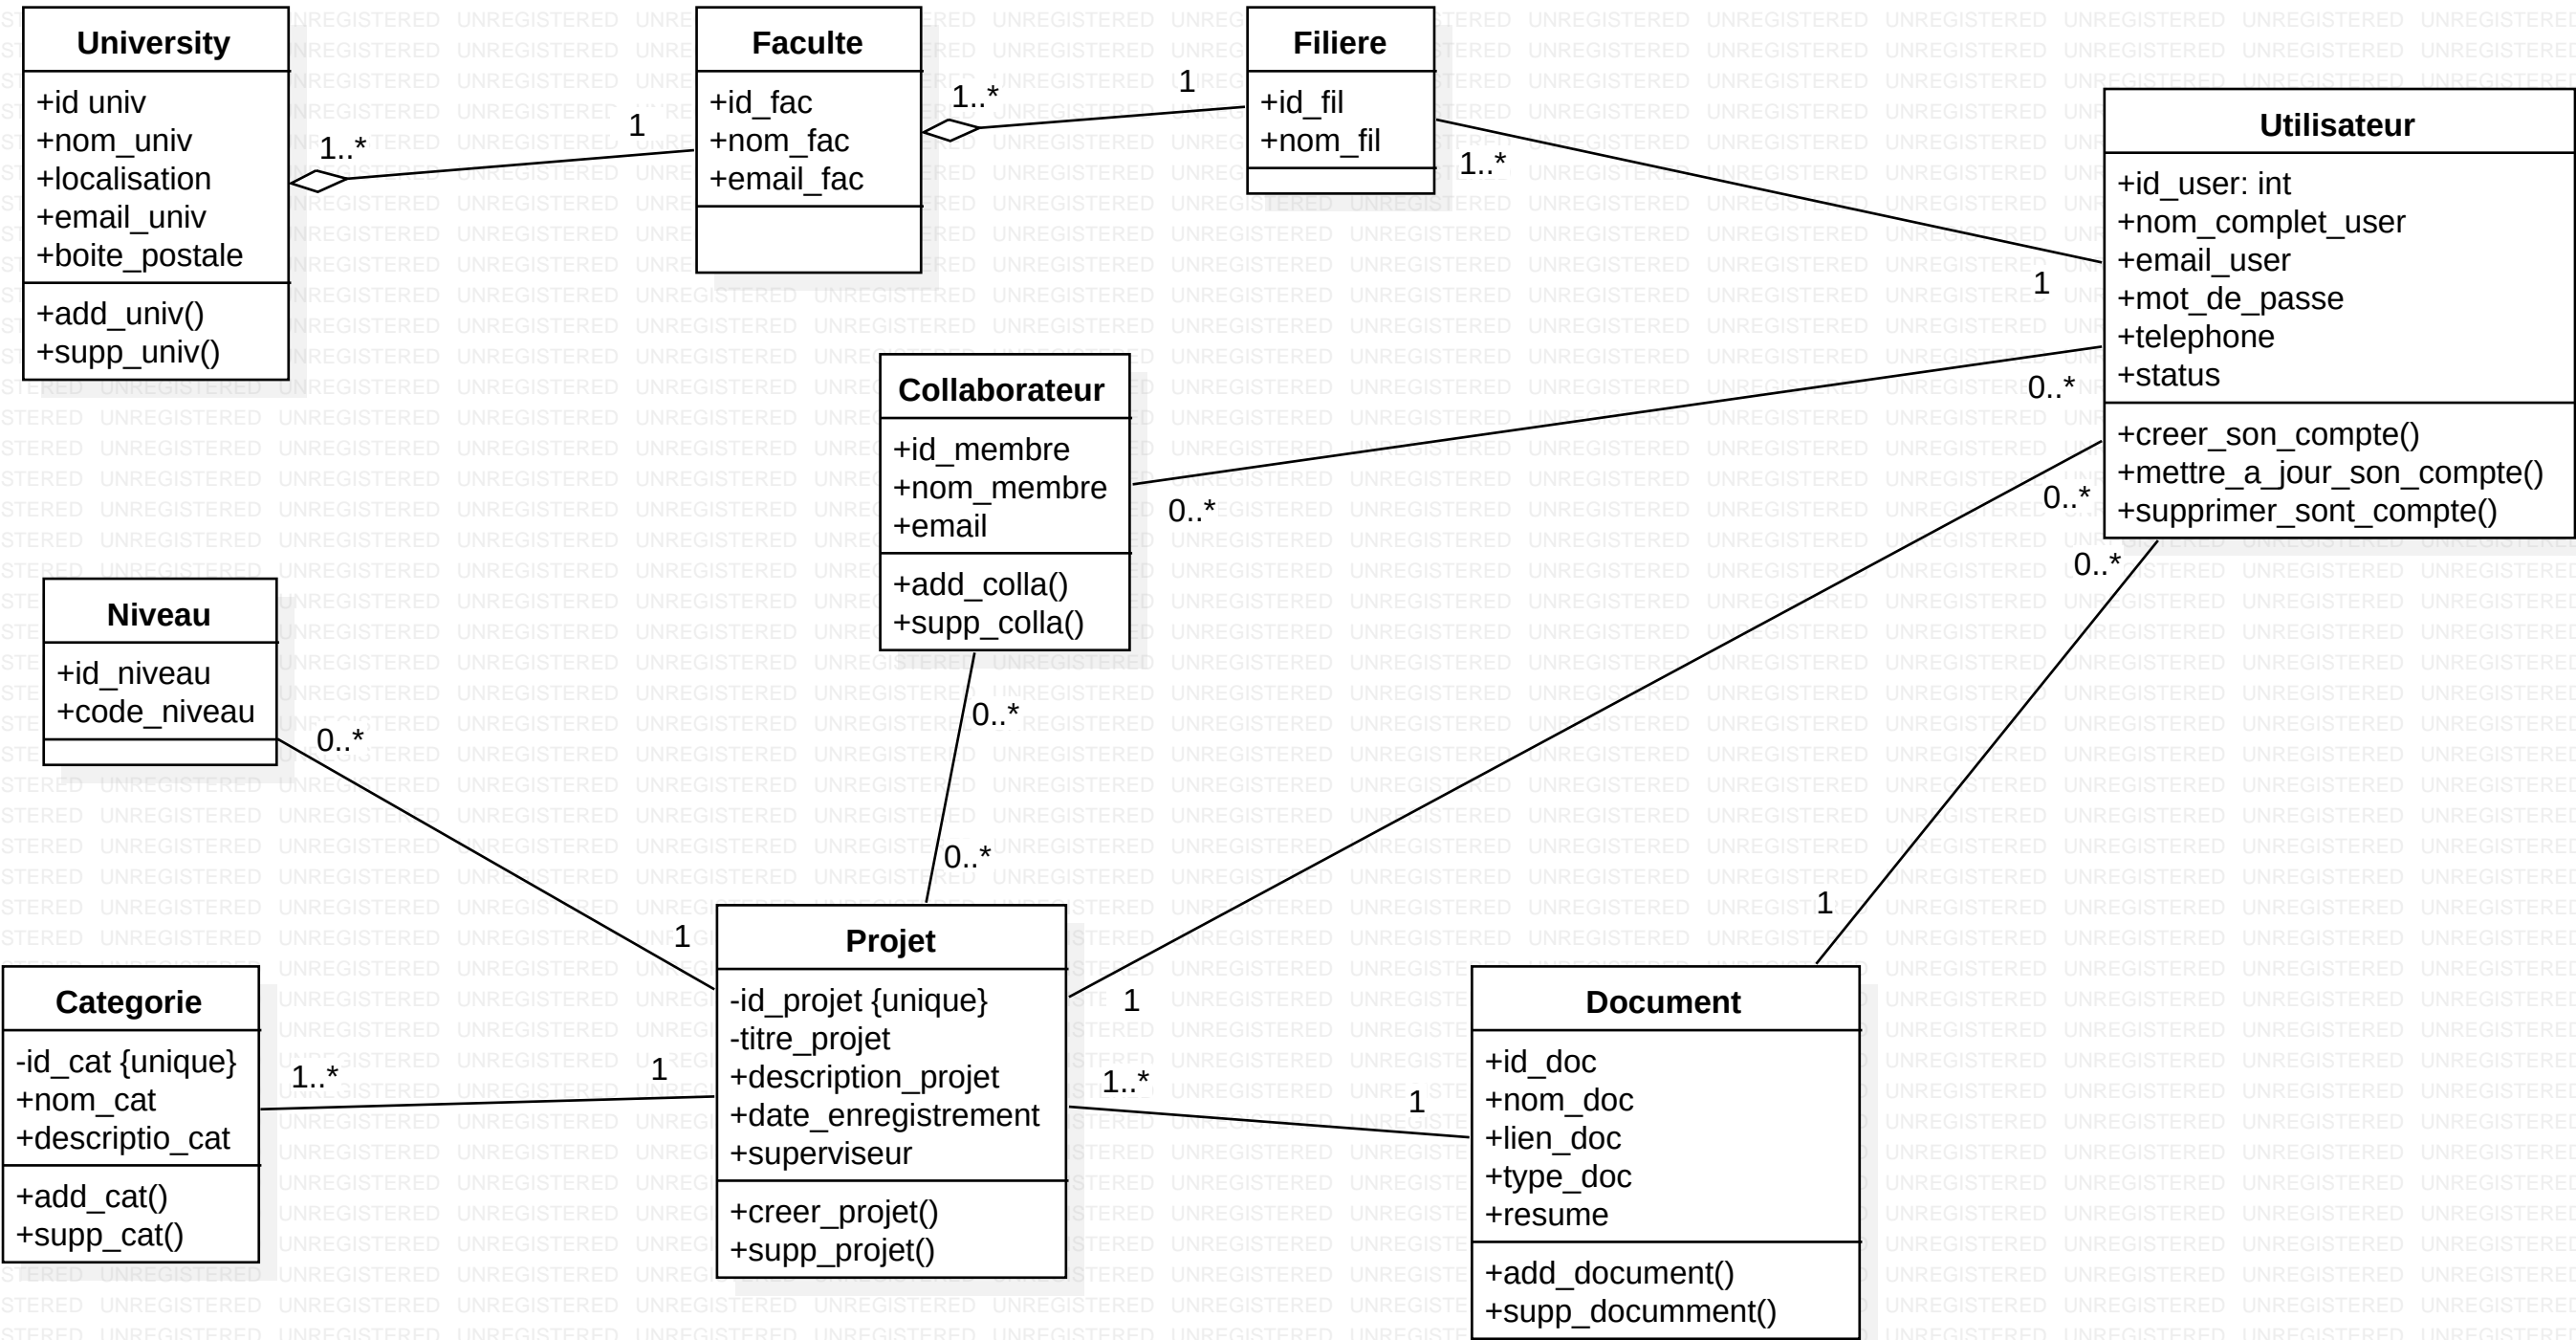 University
+id univ
+nom_univ
+localisation
+email_univ
+boite_postale
+add_univ()
+supp_univ()
1..*
1
Faculte
+id_fac
+nom_fac
+email_fac
1..*
1
Filiere
+id_fil
+nom_fil
1..*
1
Utilisateur
+id_user: int
+nom_complet_user
+email_user
+mot_de_passe
+telephone
+status
+creer_son_compte()
+mettre_a_jour_son_compte()
+supprimer_sont_compte()
0..*
0..*
0..*
Collaborateur
+id_membre
+nom_membre
+email
+add_colla()
+supp_colla()
0..*
0..*
0..*
Niveau
+id_niveau
+code_niveau
0..*
1
Categorie
-id_cat {unique}
+nom_cat
+descriptio_cat
+add_cat()
+supp_cat()
1..*
1
Projet
-id_projet {unique}
-titre_projet
+description_projet
+date_enregistrement
+superviseur
+creer_projet()
+supp_projet()
1
1..*
1
1
Document
+id_doc
+nom_doc
+lien_doc
+type_doc
+resume
+add_document()
+supp_documment()
UNREGISTERED